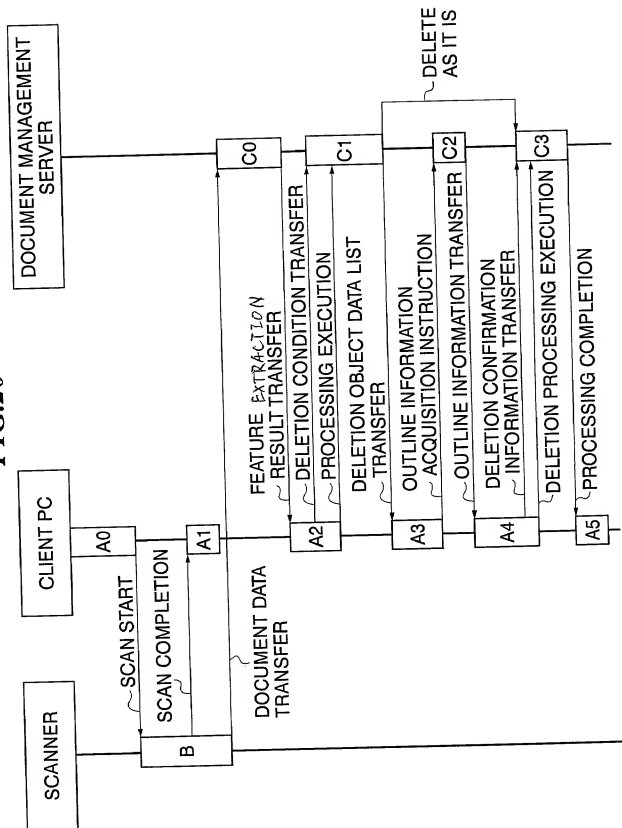 FIG.20
SCANNER
CLIENT PC
DOCUMENT MANAGEMENT
SERVER
A0
SCAN START
B
SCAN COMPLETION
A1
DOCUMENT DATA
TRANSFER
C0
FEATURE EXTRACTION
RESULT TRANSFER
A2
DELETION CONDITION TRANSFER
PROCESSING EXECUTION
C1
DELETION OBJECT DATA LIST
TRANSFER
DELETE
AS IT IS
A3
OUTLINE INFORMATION
ACQUISITION INSTRUCTION
C2
OUTLINE INFORMATION TRANSFER
A4
DELETION CONFIRMATION
INFORMATION TRANSFER
C3
DELETION PROCESSING EXECUTION
A5
PROCESSING COMPLETION